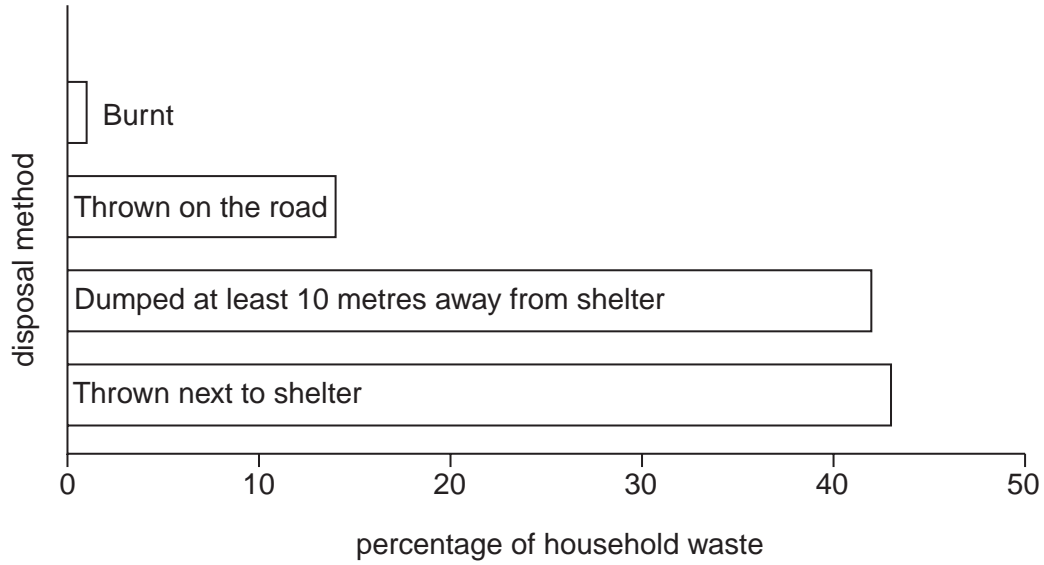 Burnt
Thrown on the road
Dumped at least 10 metres away from shelter
Thrown next to shelter
disposal method
0 10 20 30 40 50
percentage of household waste